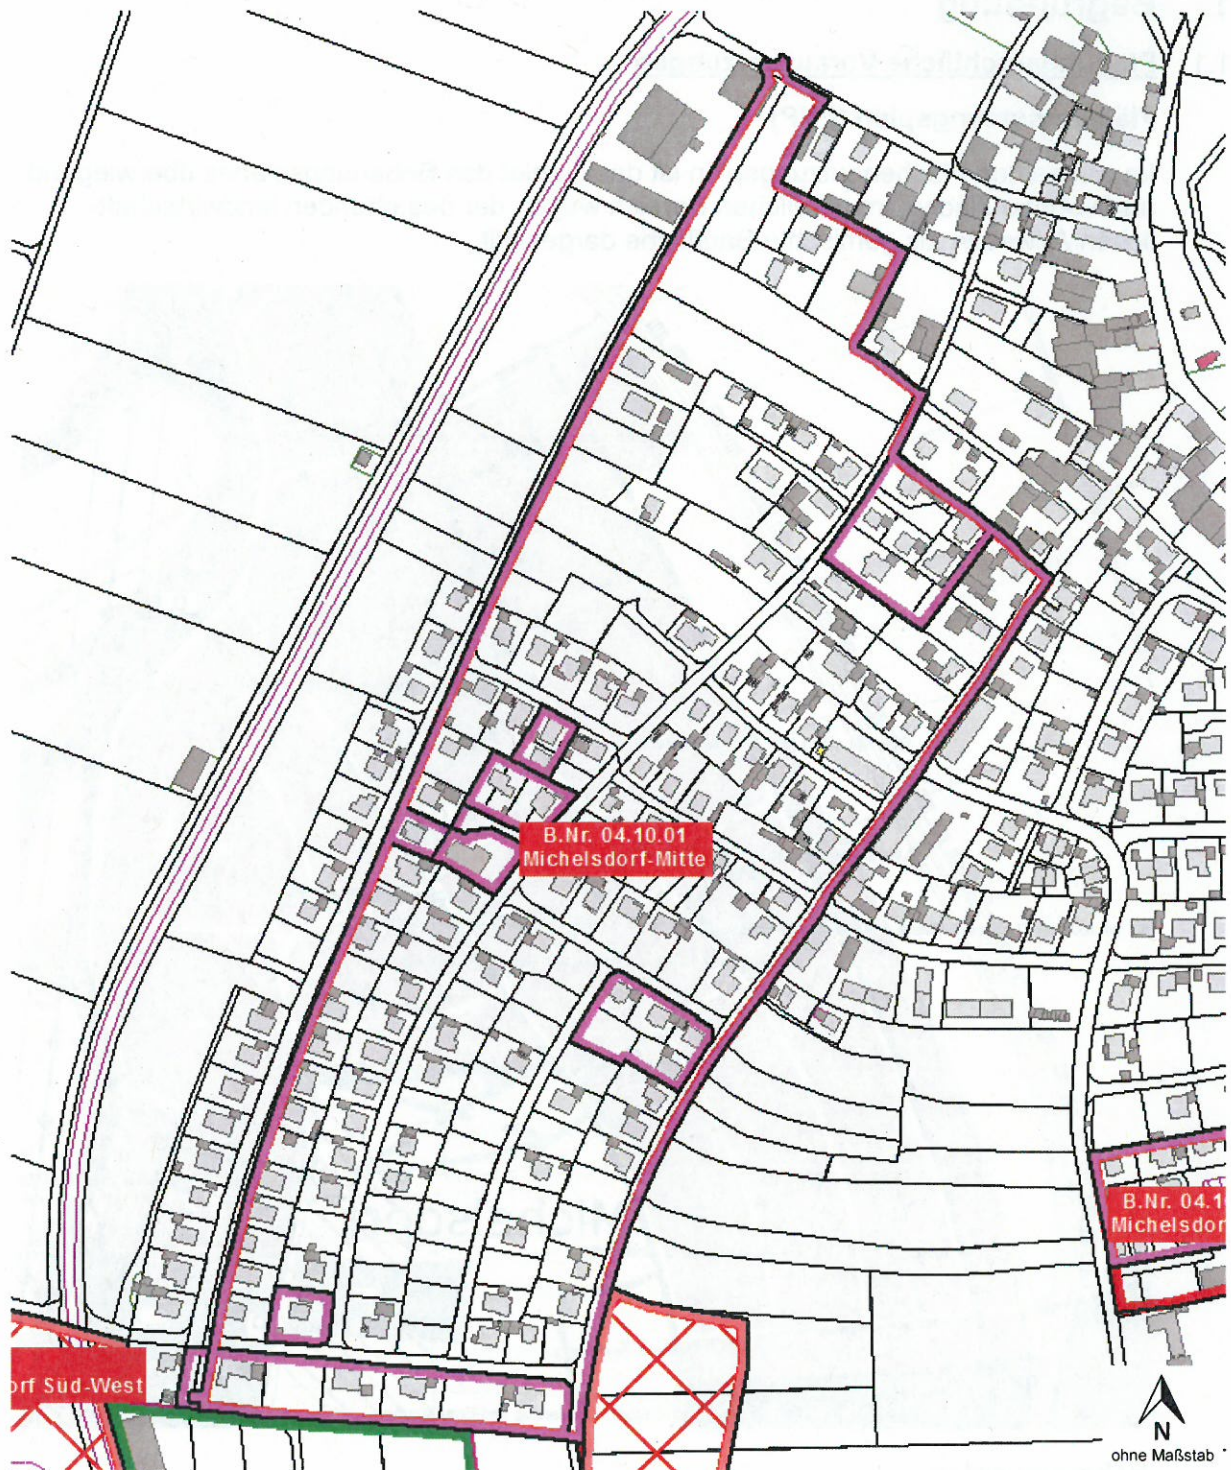 B.Nr. 04.10.01
Michelsdorf-Mitte
B.Nr. 04.1
Michelsdor
orf Süd-West
N
ohne Maßstab